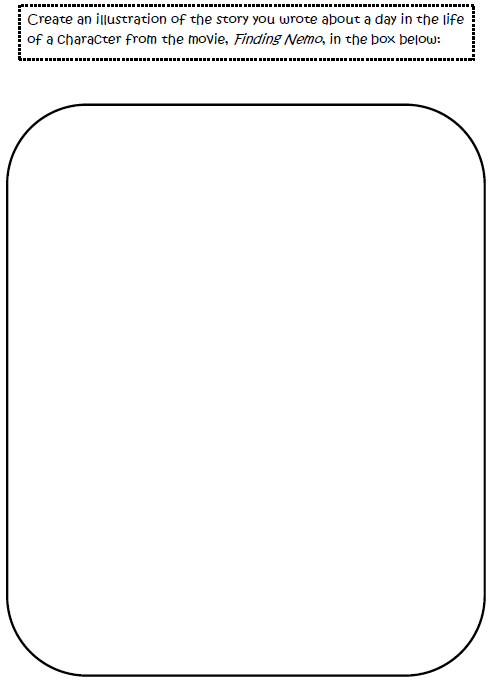 Create an illustration of the story you wrote about a day in the life
of a character from the movie, Finding Nemo, in the box below: